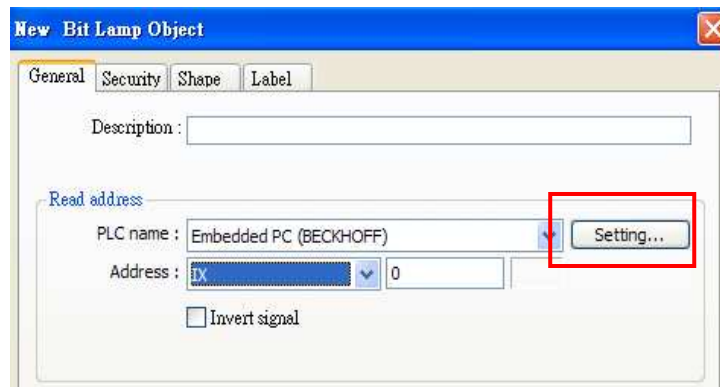 New Bit Lamp Object
General Security Shape Label
Description :
Read address
PLC name : Embedded PC (BECKHOFF) Setting...
Address : IX 0
Invert signal